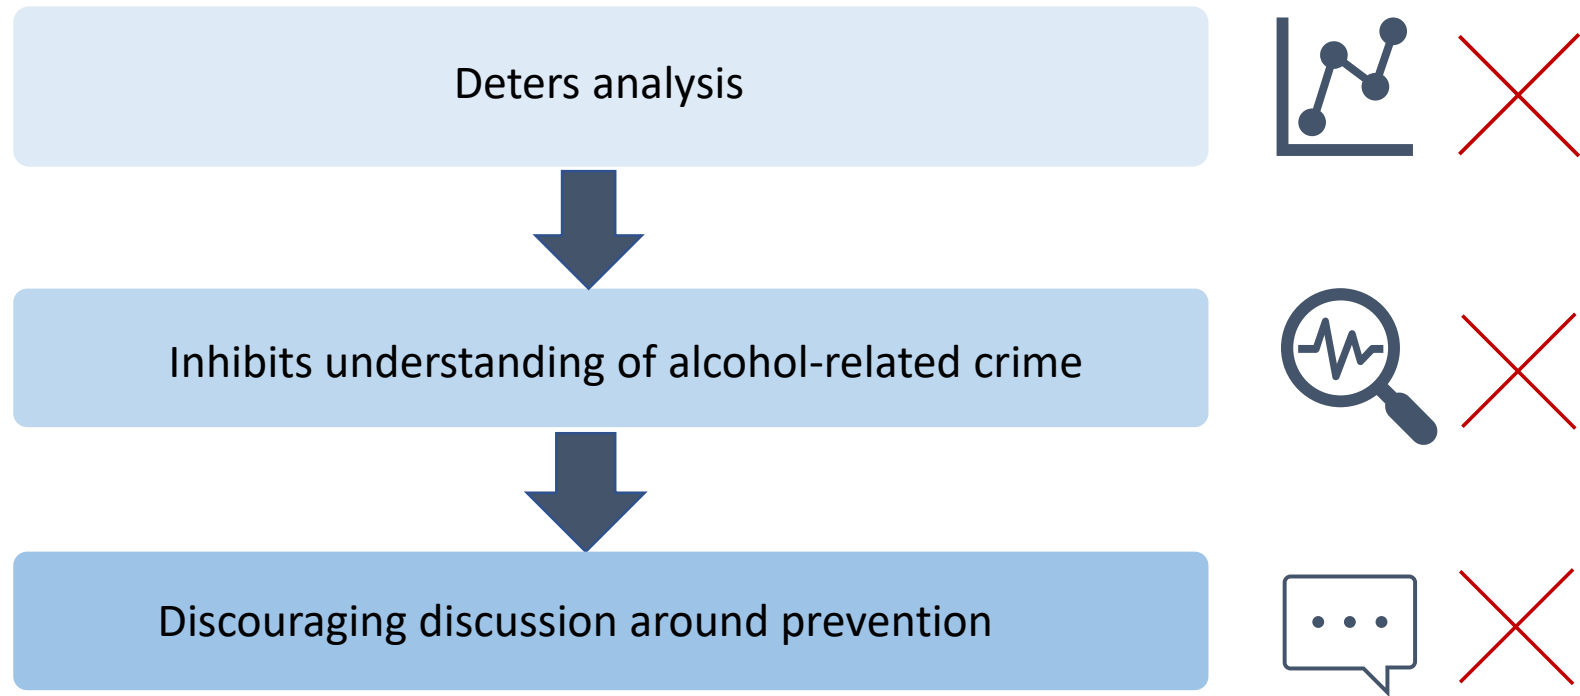 Deters analysis
Inhibits understanding of alcohol-related crime
Discouraging discussion around prevention